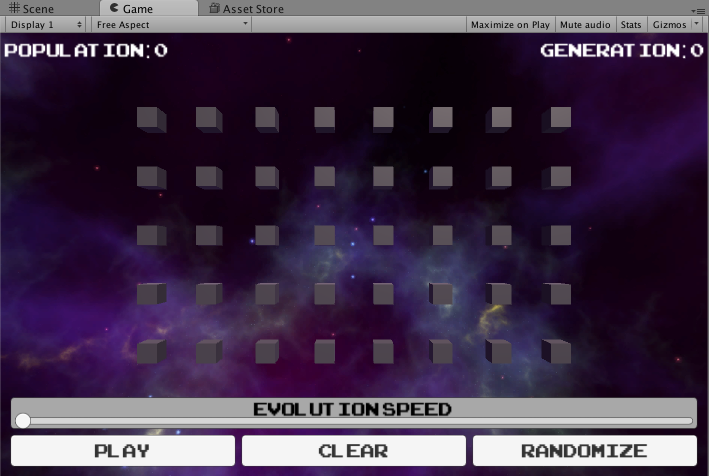 Scene Game Asset Store
Display 1 Free Aspect Maximize on Play Mute audio Stats Gizmos
POPULATION:0 GENERATION:0
EVOLUTION SPEED
PLAY CLEAR RANDOMIZE